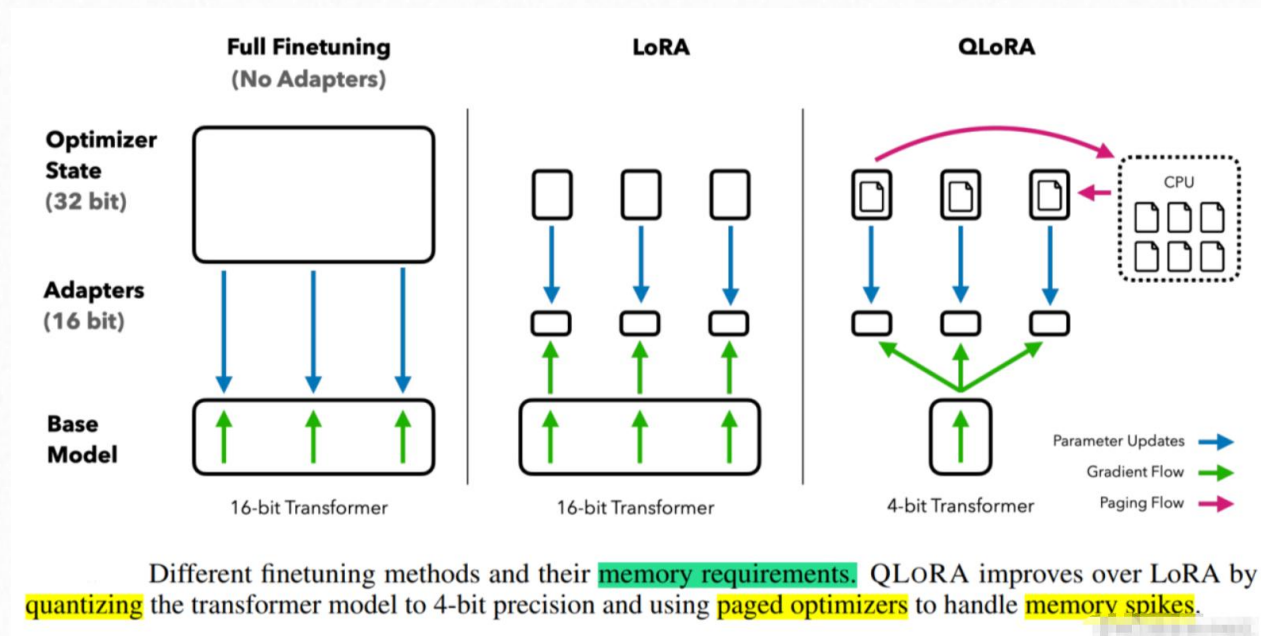 Full Finetuning
(No Adapters)
LoRA
QLoRA
Optimizer
State
(32 bit)
CPU
Adapters
(16 bit)
Base
Model
Parameter Updates
Gradient Flow
Paging Flow
16-bit Transformer
16-bit Transformer
4-bit Transformer
Different finetuning methods and their memory requirements. QLORA improves over LoRA by
quantizing the transformer model to 4-bit precision and using paged optimizers to handle memory spikes.